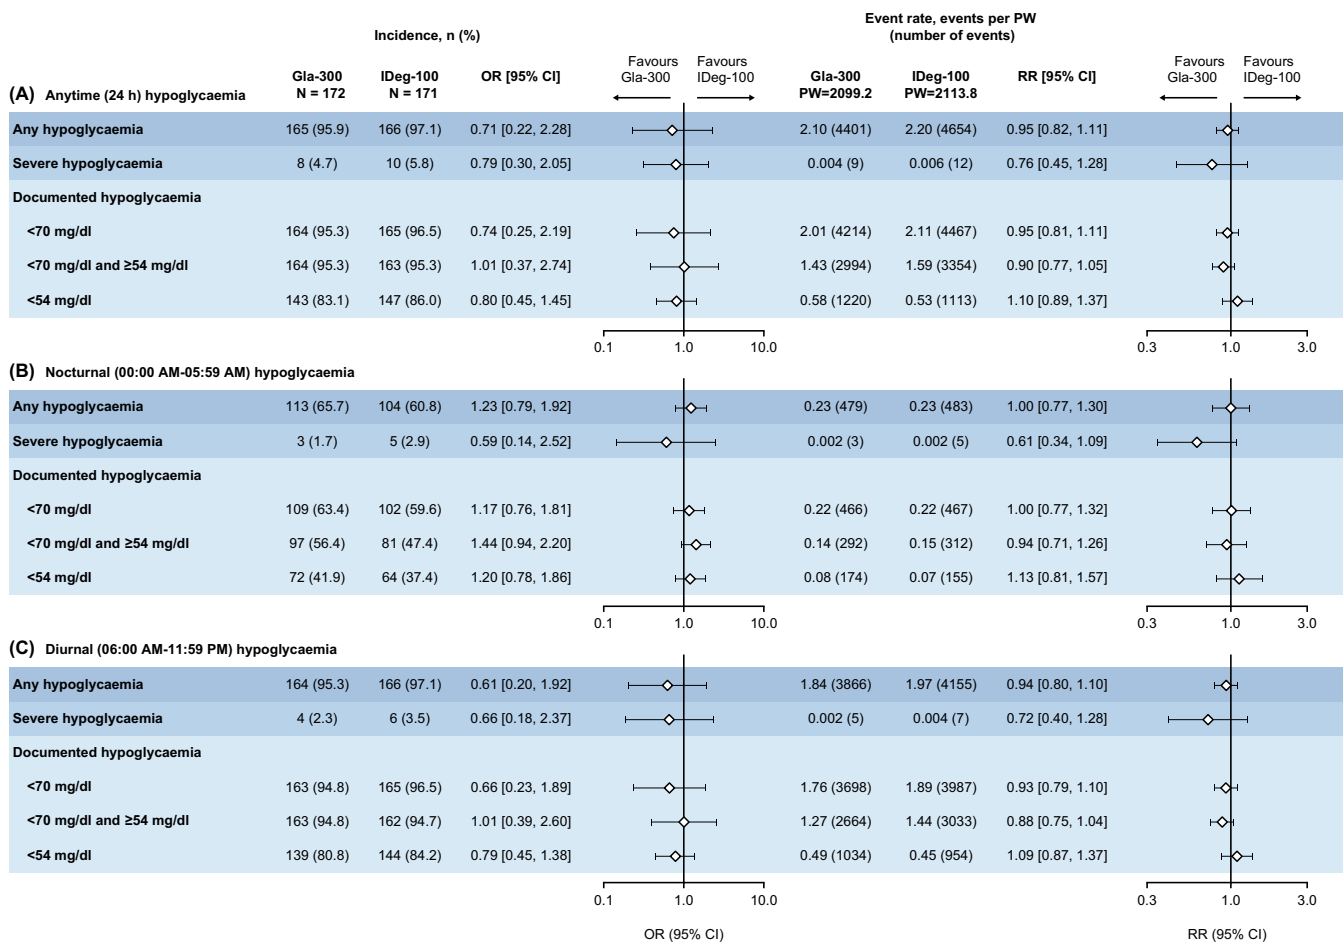 Incidence, n (%)
Event rate, events per PW
(number of events)
Favours Gla-300 Favours IDeg-100
Favours Gla-300 Favours IDeg-100
Gla-300 N = 172 IDeg-100 N = 171 OR [95% CI] Gla-300 PW=2099.2 IDeg-100 PW=2113.8 RR [95% CI]
(A) Anytime (24 h) hypoglycaemia
Any hypoglycaemia 165 (95.9) 166 (97.1) 0.71 [0.22, 2.28] 2.10 (4401) 2.20 (4654) 0.95 [0.82, 1.11]
Severe hypoglycaemia 8 (4.7) 10 (5.8) 0.79 [0.30, 2.05] 0.004 (9) 0.006 (12) 0.76 [0.45, 1.28]
Documented hypoglycaemia
<70 mg/dl 164 (95.3) 165 (96.5) 0.74 [0.25, 2.19] 2.01 (4214) 2.11 (4467) 0.95 [0.81, 1.11]
<70 mg/dl and ≥54 mg/dl 164 (95.3) 163 (95.3) 1.01 [0.37, 2.74] 1.43 (2994) 1.59 (3354) 0.90 [0.77, 1.05]
<54 mg/dl 143 (83.1) 147 (86.0) 0.80 [0.45, 1.45] 0.58 (1220) 0.53 (1113) 1.10 [0.89, 1.37]
0.1 1.0 10.0 0.3 1.0 3.0
(B) Nocturnal (00:00 AM-05:59 AM) hypoglycaemia
Any hypoglycaemia 113 (65.7) 104 (60.8) 1.23 [0.79, 1.92] 0.23 (479) 0.23 (483) 1.00 [0.77, 1.30]
Severe hypoglycaemia 3 (1.7) 5 (2.9) 0.59 [0.14, 2.52] 0.002 (3) 0.002 (5) 0.61 [0.34, 1.09]
Documented hypoglycaemia
<70 mg/dl 109 (63.4) 102 (59.6) 1.17 [0.76, 1.81] 0.22 (466) 0.22 (467) 1.00 [0.77, 1.32]
<70 mg/dl and ≥54 mg/dl 97 (56.4) 81 (47.4) 1.44 [0.94, 2.20] 0.14 (292) 0.15 (312) 0.94 [0.71, 1.26]
<54 mg/dl 72 (41.9) 64 (37.4) 1.20 [0.78, 1.86] 0.08 (174) 0.07 (155) 1.13 [0.81, 1.57]
0.1 1.0 10.0 0.3 1.0 3.0
(C) Diurnal (06:00 AM-11:59 PM) hypoglycaemia
Any hypoglycaemia 164 (95.3) 166 (97.1) 0.61 [0.20, 1.92] 1.84 (3866) 1.97 (4155) 0.94 [0.80, 1.10]
Severe hypoglycaemia 4 (2.3) 6 (3.5) 0.66 [0.18, 2.37] 0.002 (5) 0.004 (7) 0.72 [0.40, 1.28]
Documented hypoglycaemia
<70 mg/dl 163 (94.8) 165 (96.5) 0.66 [0.23, 1.89] 1.76 (3698) 1.89 (3987) 0.93 [0.79, 1.10]
<70 mg/dl and ≥54 mg/dl 163 (94.8) 162 (94.7) 1.01 [0.39, 2.60] 1.27 (2664) 1.44 (3033) 0.88 [0.75, 1.04]
<54 mg/dl 139 (80.8) 144 (84.2) 0.79 [0.45, 1.38] 0.49 (1034) 0.45 (954) 1.09 [0.87, 1.37]
0.1 1.0 10.0 0.3 1.0 3.0
OR (95% CI) RR (95% CI)